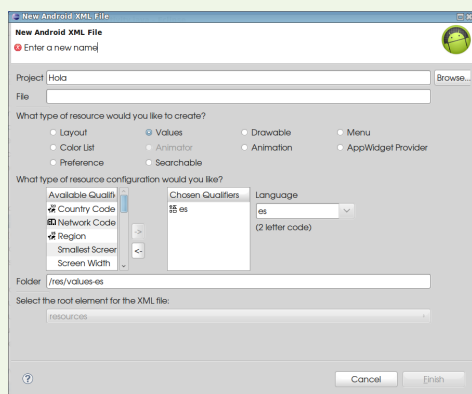 New Android XML File
New Android XML File
Enter a new name
Project Hola Browse...
File
What type of resource would you like to create?
Layout Values Drawable Menu
Color List Animator Animation AppWidget Provider
Preference Searchable
What type of resource configuration would you like?
Available Qualifi Chosen Qualifiers Language
Country Code es es
Network Code (2 letter code)
Region ->
Smallest Screen <-
Screen Width
Folder /res/values-es
Select the root element for the XML file:
resources
? Cancel Finish